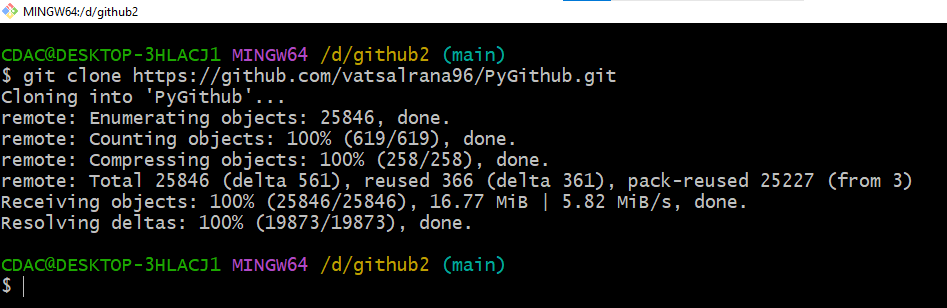 MINGW64:/d/github2
CDAC@DESKTOP-3HLACJ1 MINGW64 /d/github2 (main)
$ git clone https://github.com/vatsalrana96/PyGithub.git
Cloning into 'PyGithub'...
remote: Enumerating objects: 25846, done.
remote: Counting objects: 100% (619/619), done.
remote: Compressing objects: 100% (258/258), done.
remote: Total 25846 (delta 561), reused 366 (delta 361), pack-reused 25227 (from 3)
Receiving objects: 100% (25846/25846), 16.77 MiB | 5.82 MiB/s, done.
Resolving deltas: 100% (19873/19873), done.
CDAC@DESKTOP-3HLACJ1 MINGW64 /d/github2 (main)
$